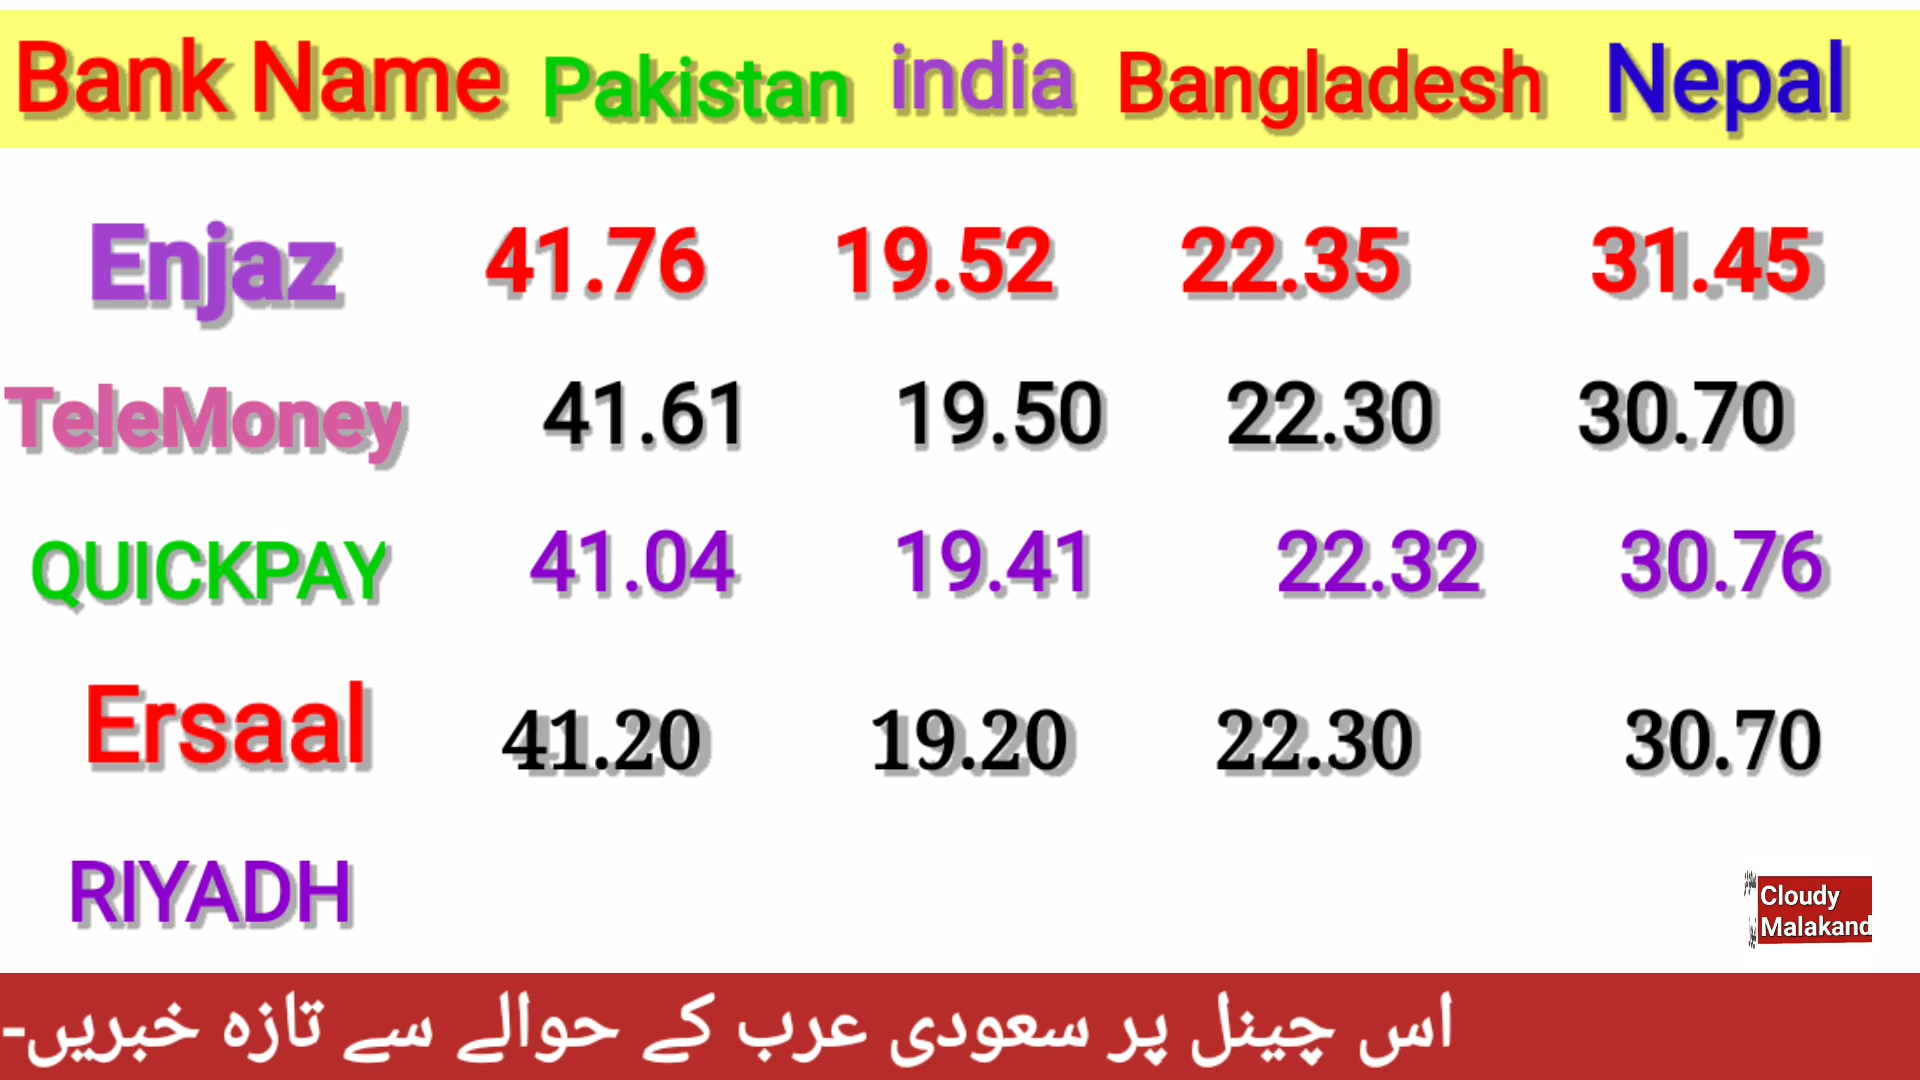 Bank Name Pakistan india Bangladesh Nepal
Enjaz 41.76 19.52 22.35 31.45
TeleMoney 41.61 19.50 22.30 30.70
QUICKPAY 41.04 19.41 22.32 30.76
Ersaal 41.20 19.20 22.30 30.70
RIYADH
Cloudy
Malakand
اس چینل پر سعودی عرب کے حوالے سے تازہ خبریں-